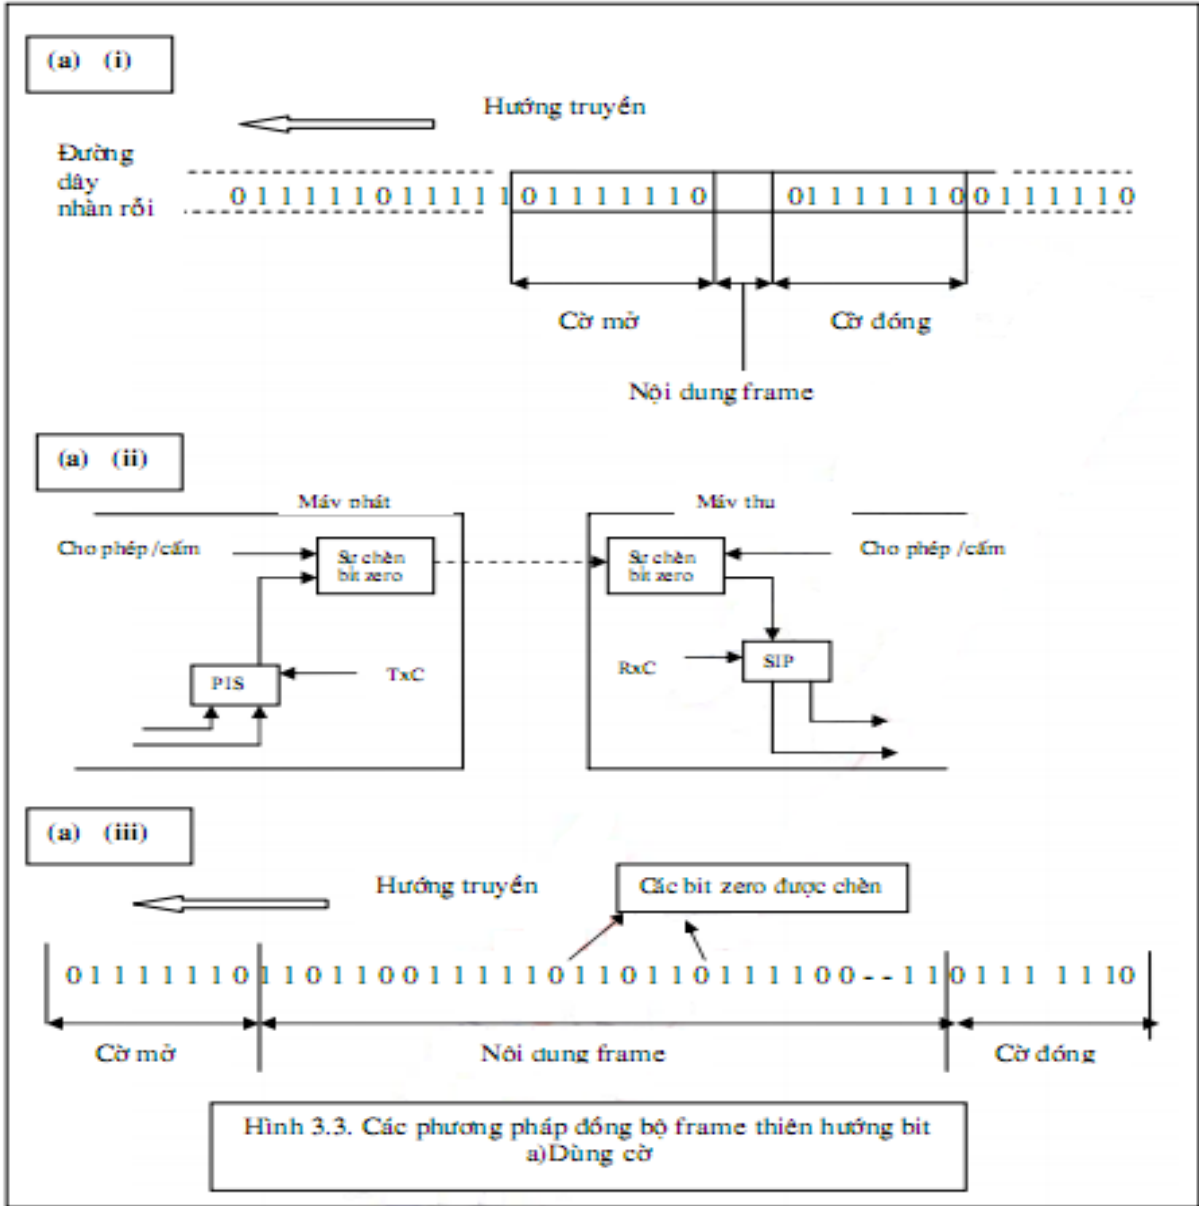 (a) (i)
Hướng truyền
Đường
dây
nhàn rỗi
0 1 1 1 1 1 1 0 1 1 1 1 1 1 0 1 1 1 1 1 1 0 01 1 1 1 1 1 0 0 1 1 1 1 1 1 0
Cờ mở
Cờ đóng
Nội dung frame
(a) (ii)
Máy phát
Máy thu
Cho phép /cấm
Sự chèn
bit zero
Sự chèn
bit zero
Cho phép /cấm
PIS
TxC
RxC
SIP
(a) (iii)
Hướng truyền
Các bit zero được chèn
0 1 1 1 1 1 1 0 1 1 0 1 1 0 0 1 1 1 1 1 0 1 1 0 1 1 0 1 1 1 1 0 0 - - 1 1 0 1 1 1 1 1 10
Cờ mở
Nội dung frame
Cờ đóng
Hình 3.3. Các phương pháp đồng bộ frame thiên hướng bit
a)Dùng cờ